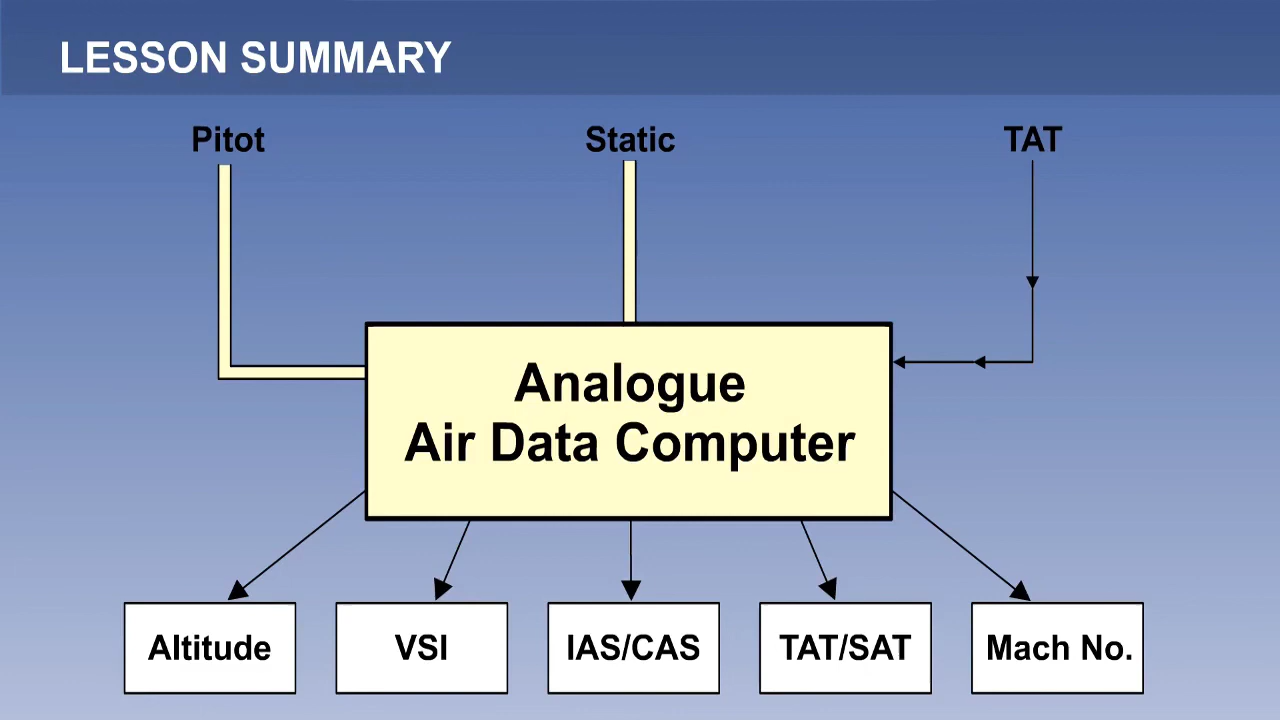 LESSON SUMMARY
Pitot
Static
TAT
Analogue
Air Data Computer
Altitude
VSI
IAS/CAS
TAT/SAT
Mach No.